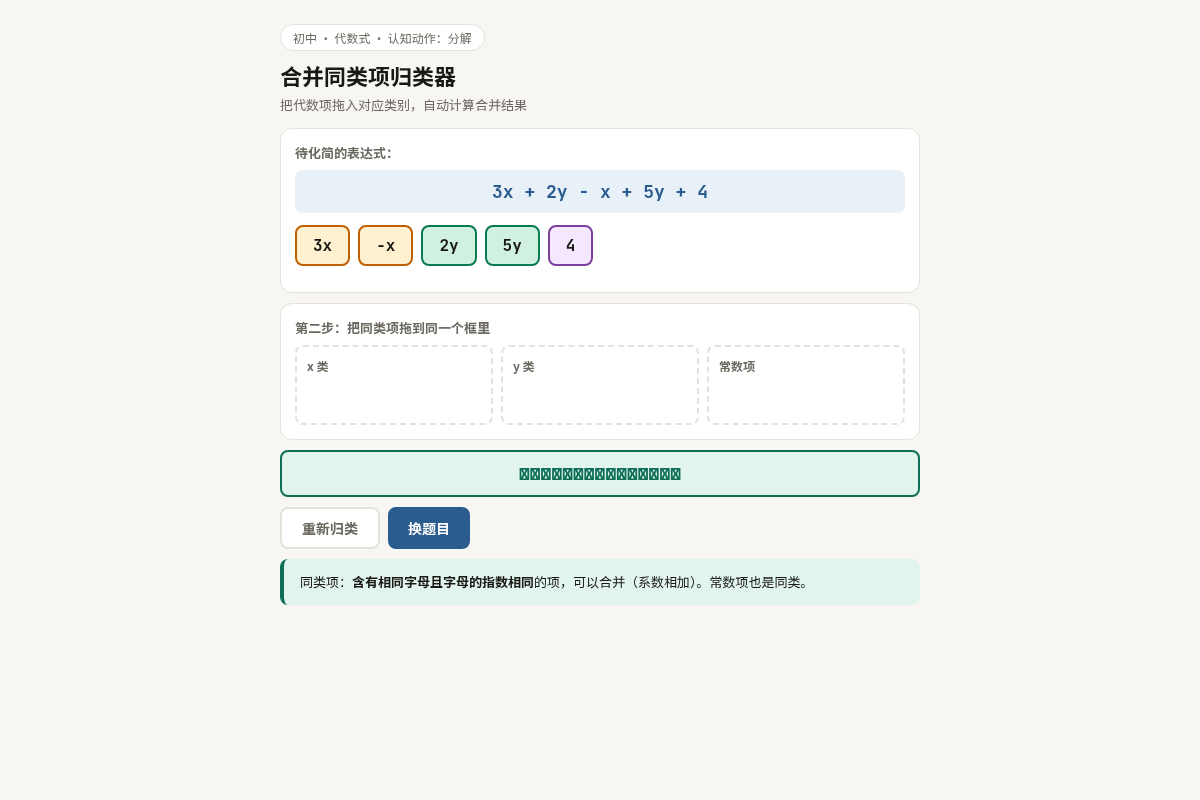 初中 · 代数式 · 认知动作：分解
合并同类项归类器
把代数项拖入对应类别，自动计算合并结果
待化简的表达式：
3x + 2y - x + 5y + 4
3x -x 2y 5y 4
第二步：把同类项拖到同一个框里
x 类 y 类 常数项
重新归类 换题目
同类项：含有相同字母且字母的指数相同的项，可以合并（系数相加）。常数项也是同类。